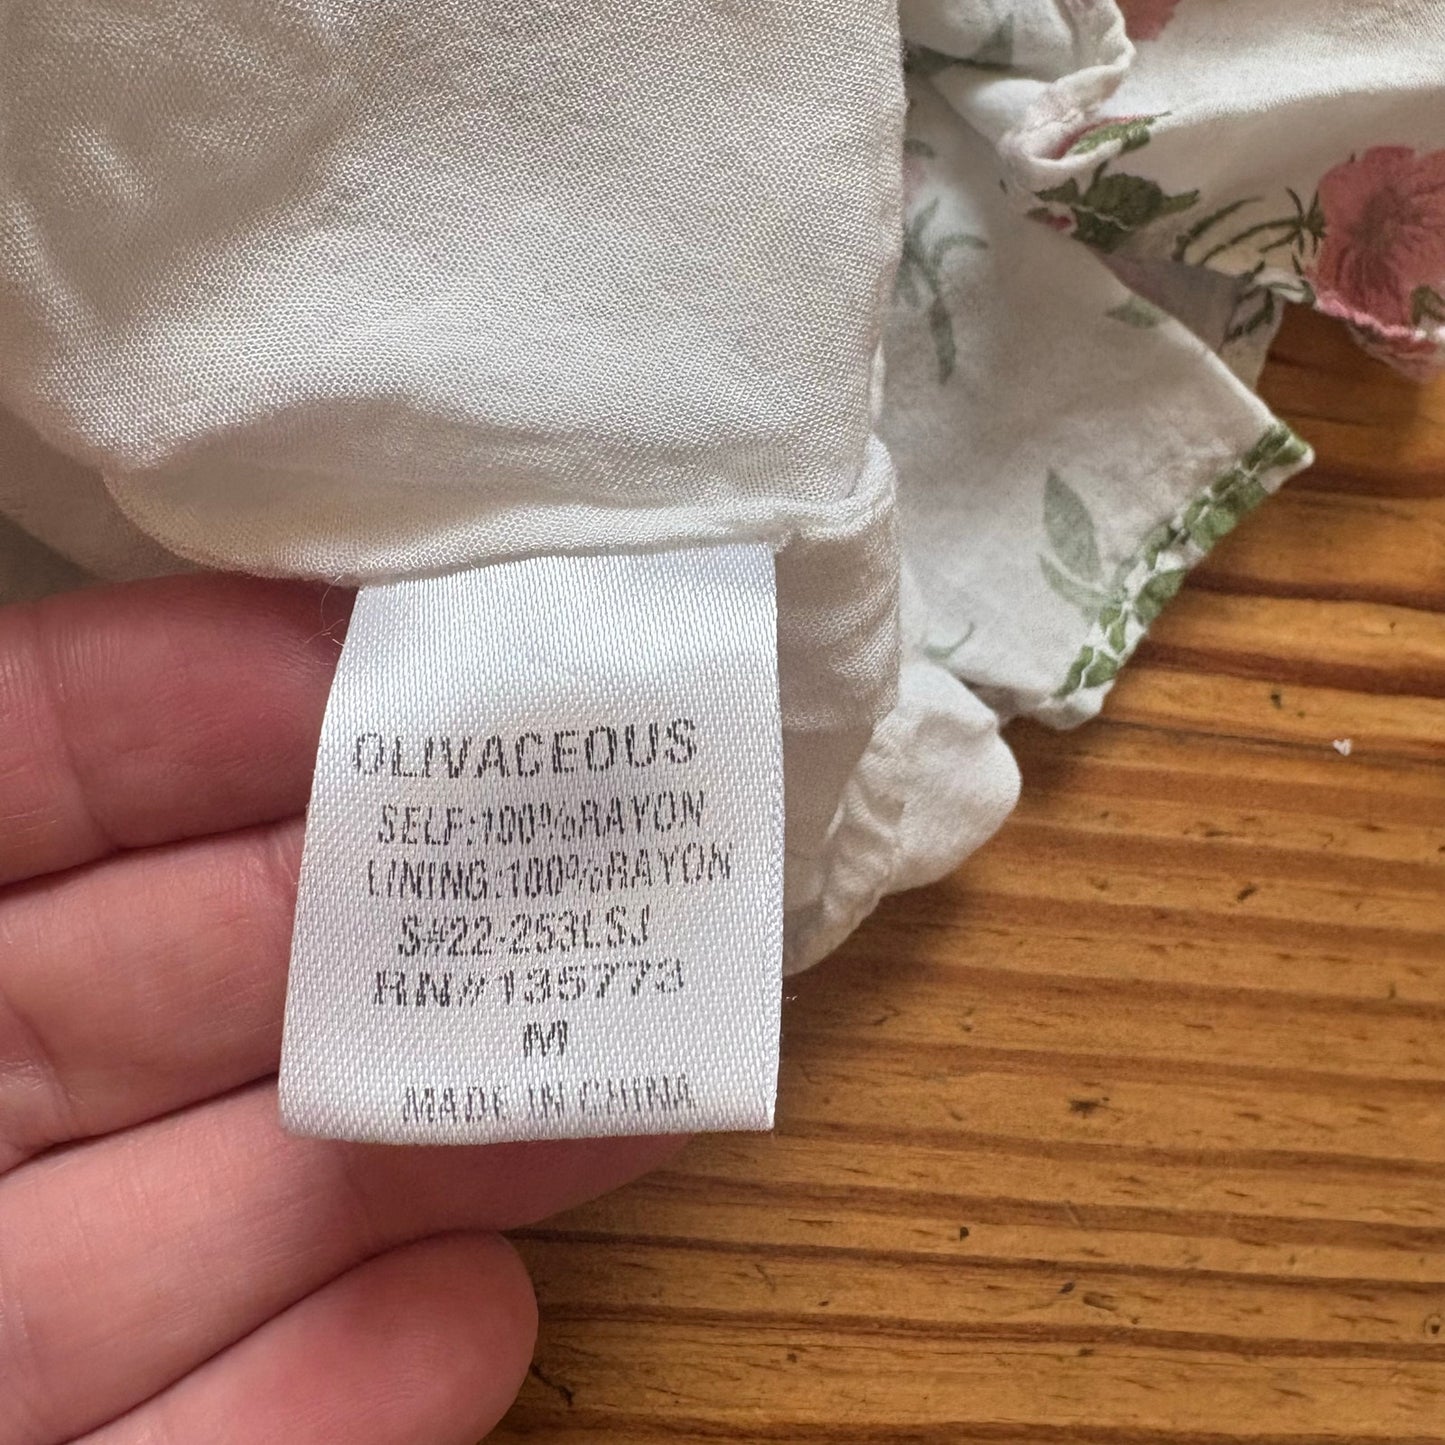 OLIVACEOUS
SELF:100%RAYON
LINING:100%RAYON
S#22-253LSJ
RN#135773
M
MADE IN CHINA